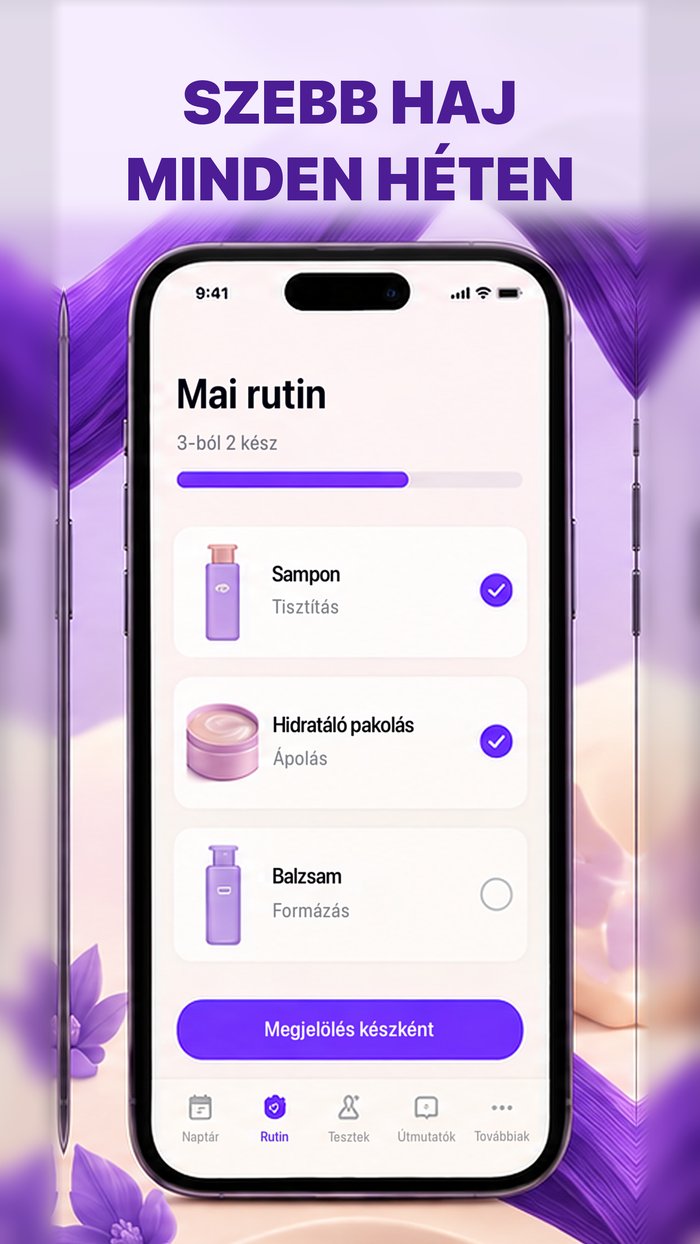 SZEBB HAJ
MINDEN HÉTEN
9:41
Mai rutin
3-ból 2 kész
Sampon
Tisztítás
Hidratáló pakolás
Ápolás
Balzsam
Formázás
Megjelölés készként
Naptár
Rutin
Tesztek
Útmutatók
Továbbiak